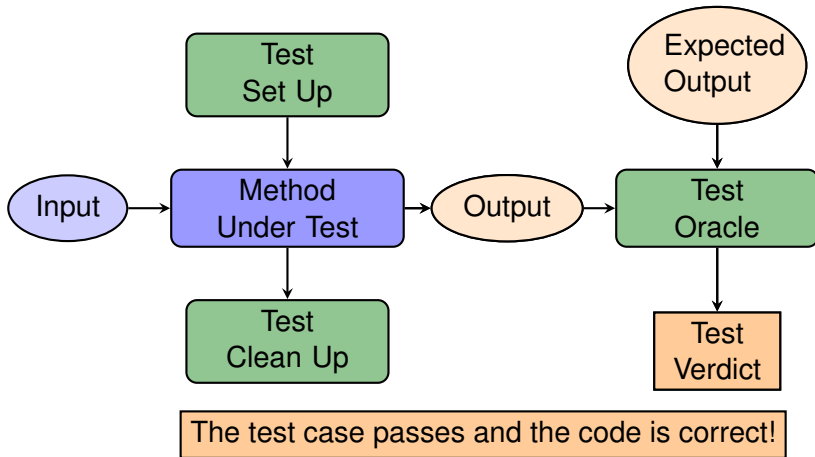 Test
Set Up
Expected
Output
Input
Method
Under Test
Output
Test
Oracle
Test
Clean Up
Test
Verdict
The test case passes and the code is correct!